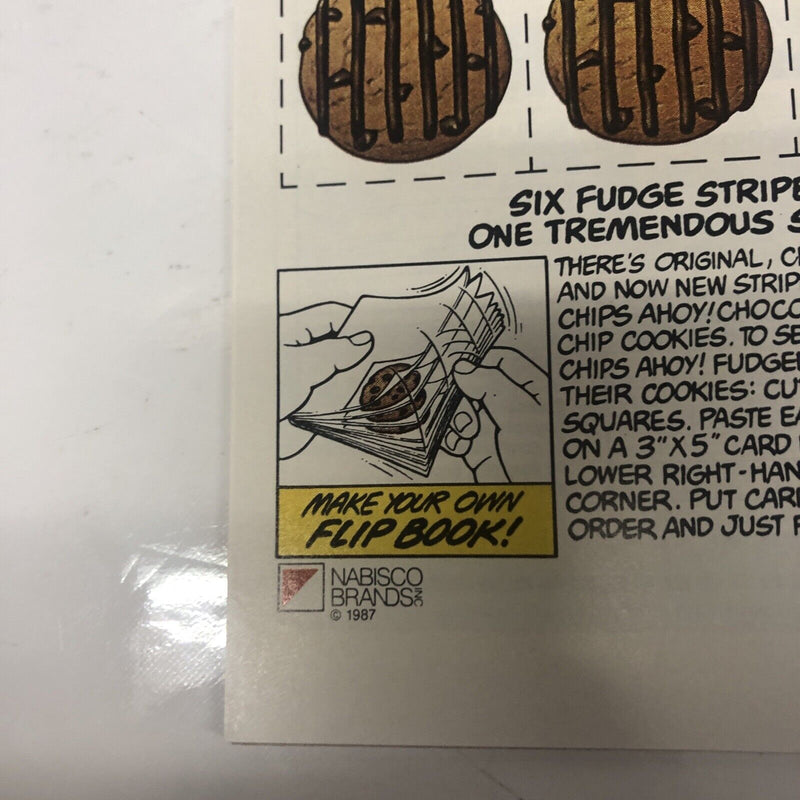 SIX FUDGE STRIPE
ONE TREMENDOUS S
THERE'S ORIGINAL, C
AND NOW NEW STRIP
CHIPS AHOY! CHOCO
CHIP COOKIES. TO SE
CHIPS AHOY! FUDGE
THEIR COOKIES: CU
SQUARES. PASTE EA
ON A 3" X 5" CARD
LOWER RIGHT-HAN
CORNER. PUT CAR
ORDER AND JUST F
MAKE YOUR OWN
FLIP BOOK!
NABISCO
BRANDS INC
© 1987